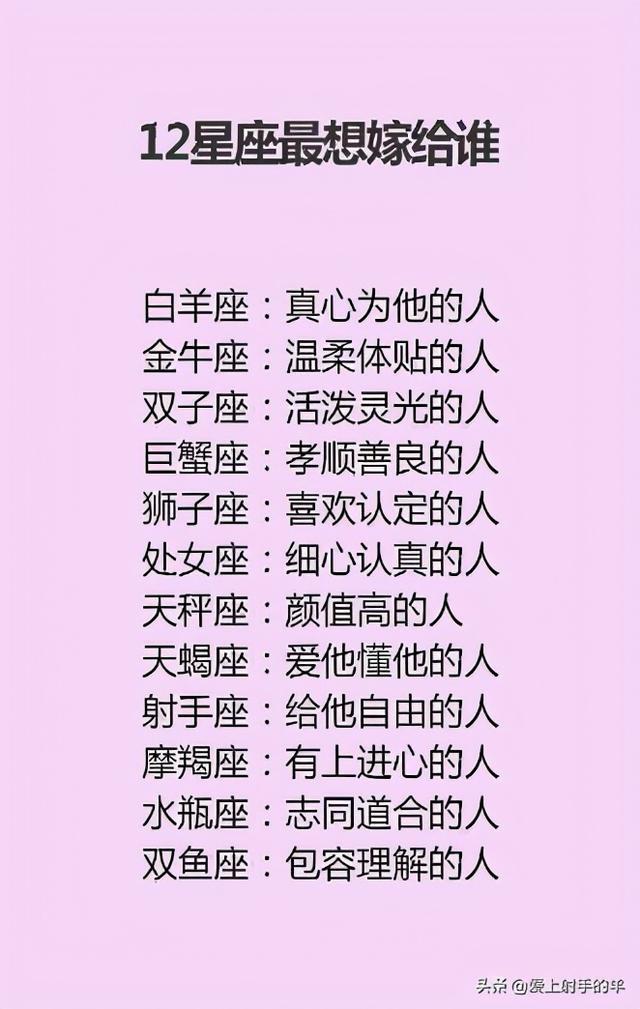 12星座最想嫁给谁
白羊座：真心为他的人
金牛座：温柔体贴的人
双子座：活泼灵光的人
巨蟹座：孝顺善良的人
狮子座：喜欢认定的人
处女座：细心认真的人
天秤座：颜值高的人
天蝎座：爱他懂他的人
射手座：给他自由的人
摩羯座：有上进心的人
水瓶座：志同道合的人
双鱼座：包容理解的人
头条 @爱上射手的羊